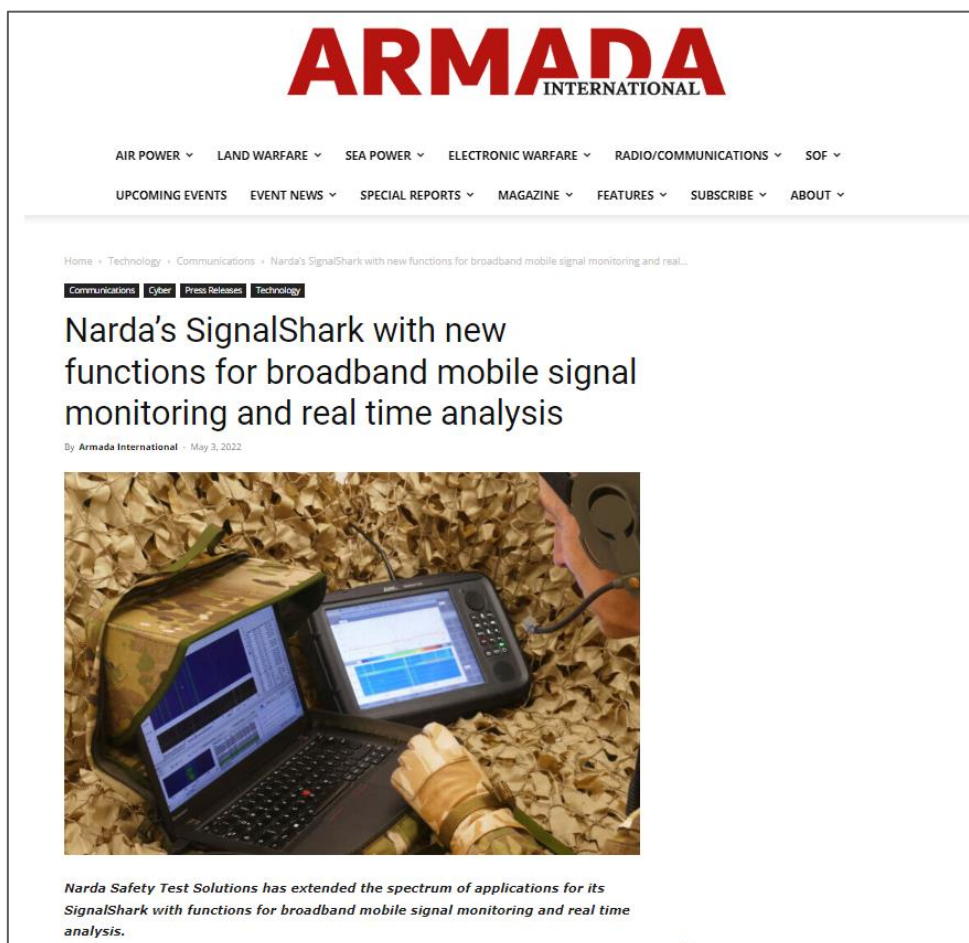 ARMADA
INTERNATIONAL
AIR POWER LAND WARFARE SEA POWER ELECTRONIC WARFARE RADIO/COMMUNICATIONS SOF
UPCOMING EVENTS EVENT NEWS SPECIAL REPORTS MAGAZINE FEATURES SUBSCRIBE ABOUT
Home › Technology › Communications › Narda's SignalShark with new functions for broadband mobile signal monitoring and real...
Communications Cyber Press Releases Technology
Narda's SignalShark with new
functions for broadband mobile signal
monitoring and real time analysis
By Armada International - May 3, 2022
Narda Safety Test Solutions has extended the spectrum of applications for its
SignalShark with functions for broadband mobile signal monitoring and real time
analysis.